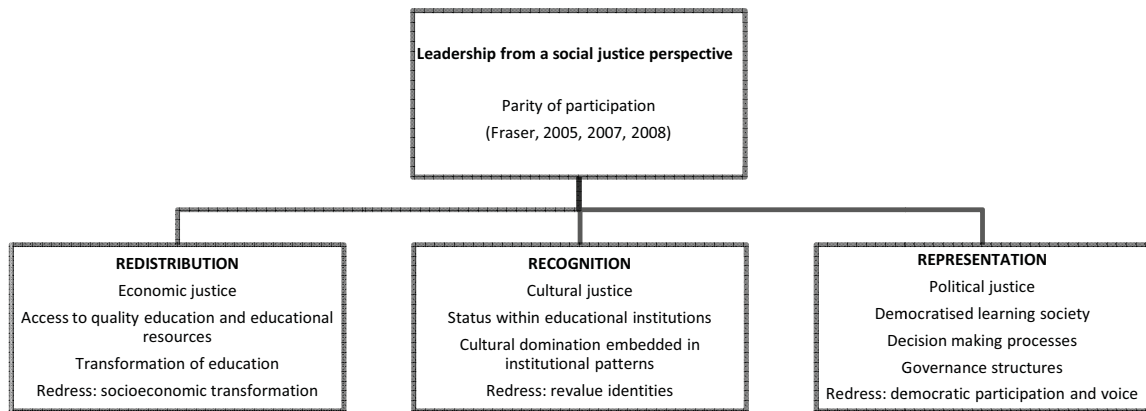 Leadership from a social justice perspective
Parity of participation
(Fraser, 2005, 2007, 2008)
REDISTRIBUTION
Economic justice
Access to quality education and educational
resources
Transformation of education
Redress: socioeconomic transformation
RECOGNITION
Cultural justice
Status within educational institutions
Cultural domination embedded in
institutional patterns
Redress: revalue identities
REPRESENTATION
Political justice
Democratised learning society
Decision making processes
Governance structures
Redress: democratic participation and voice